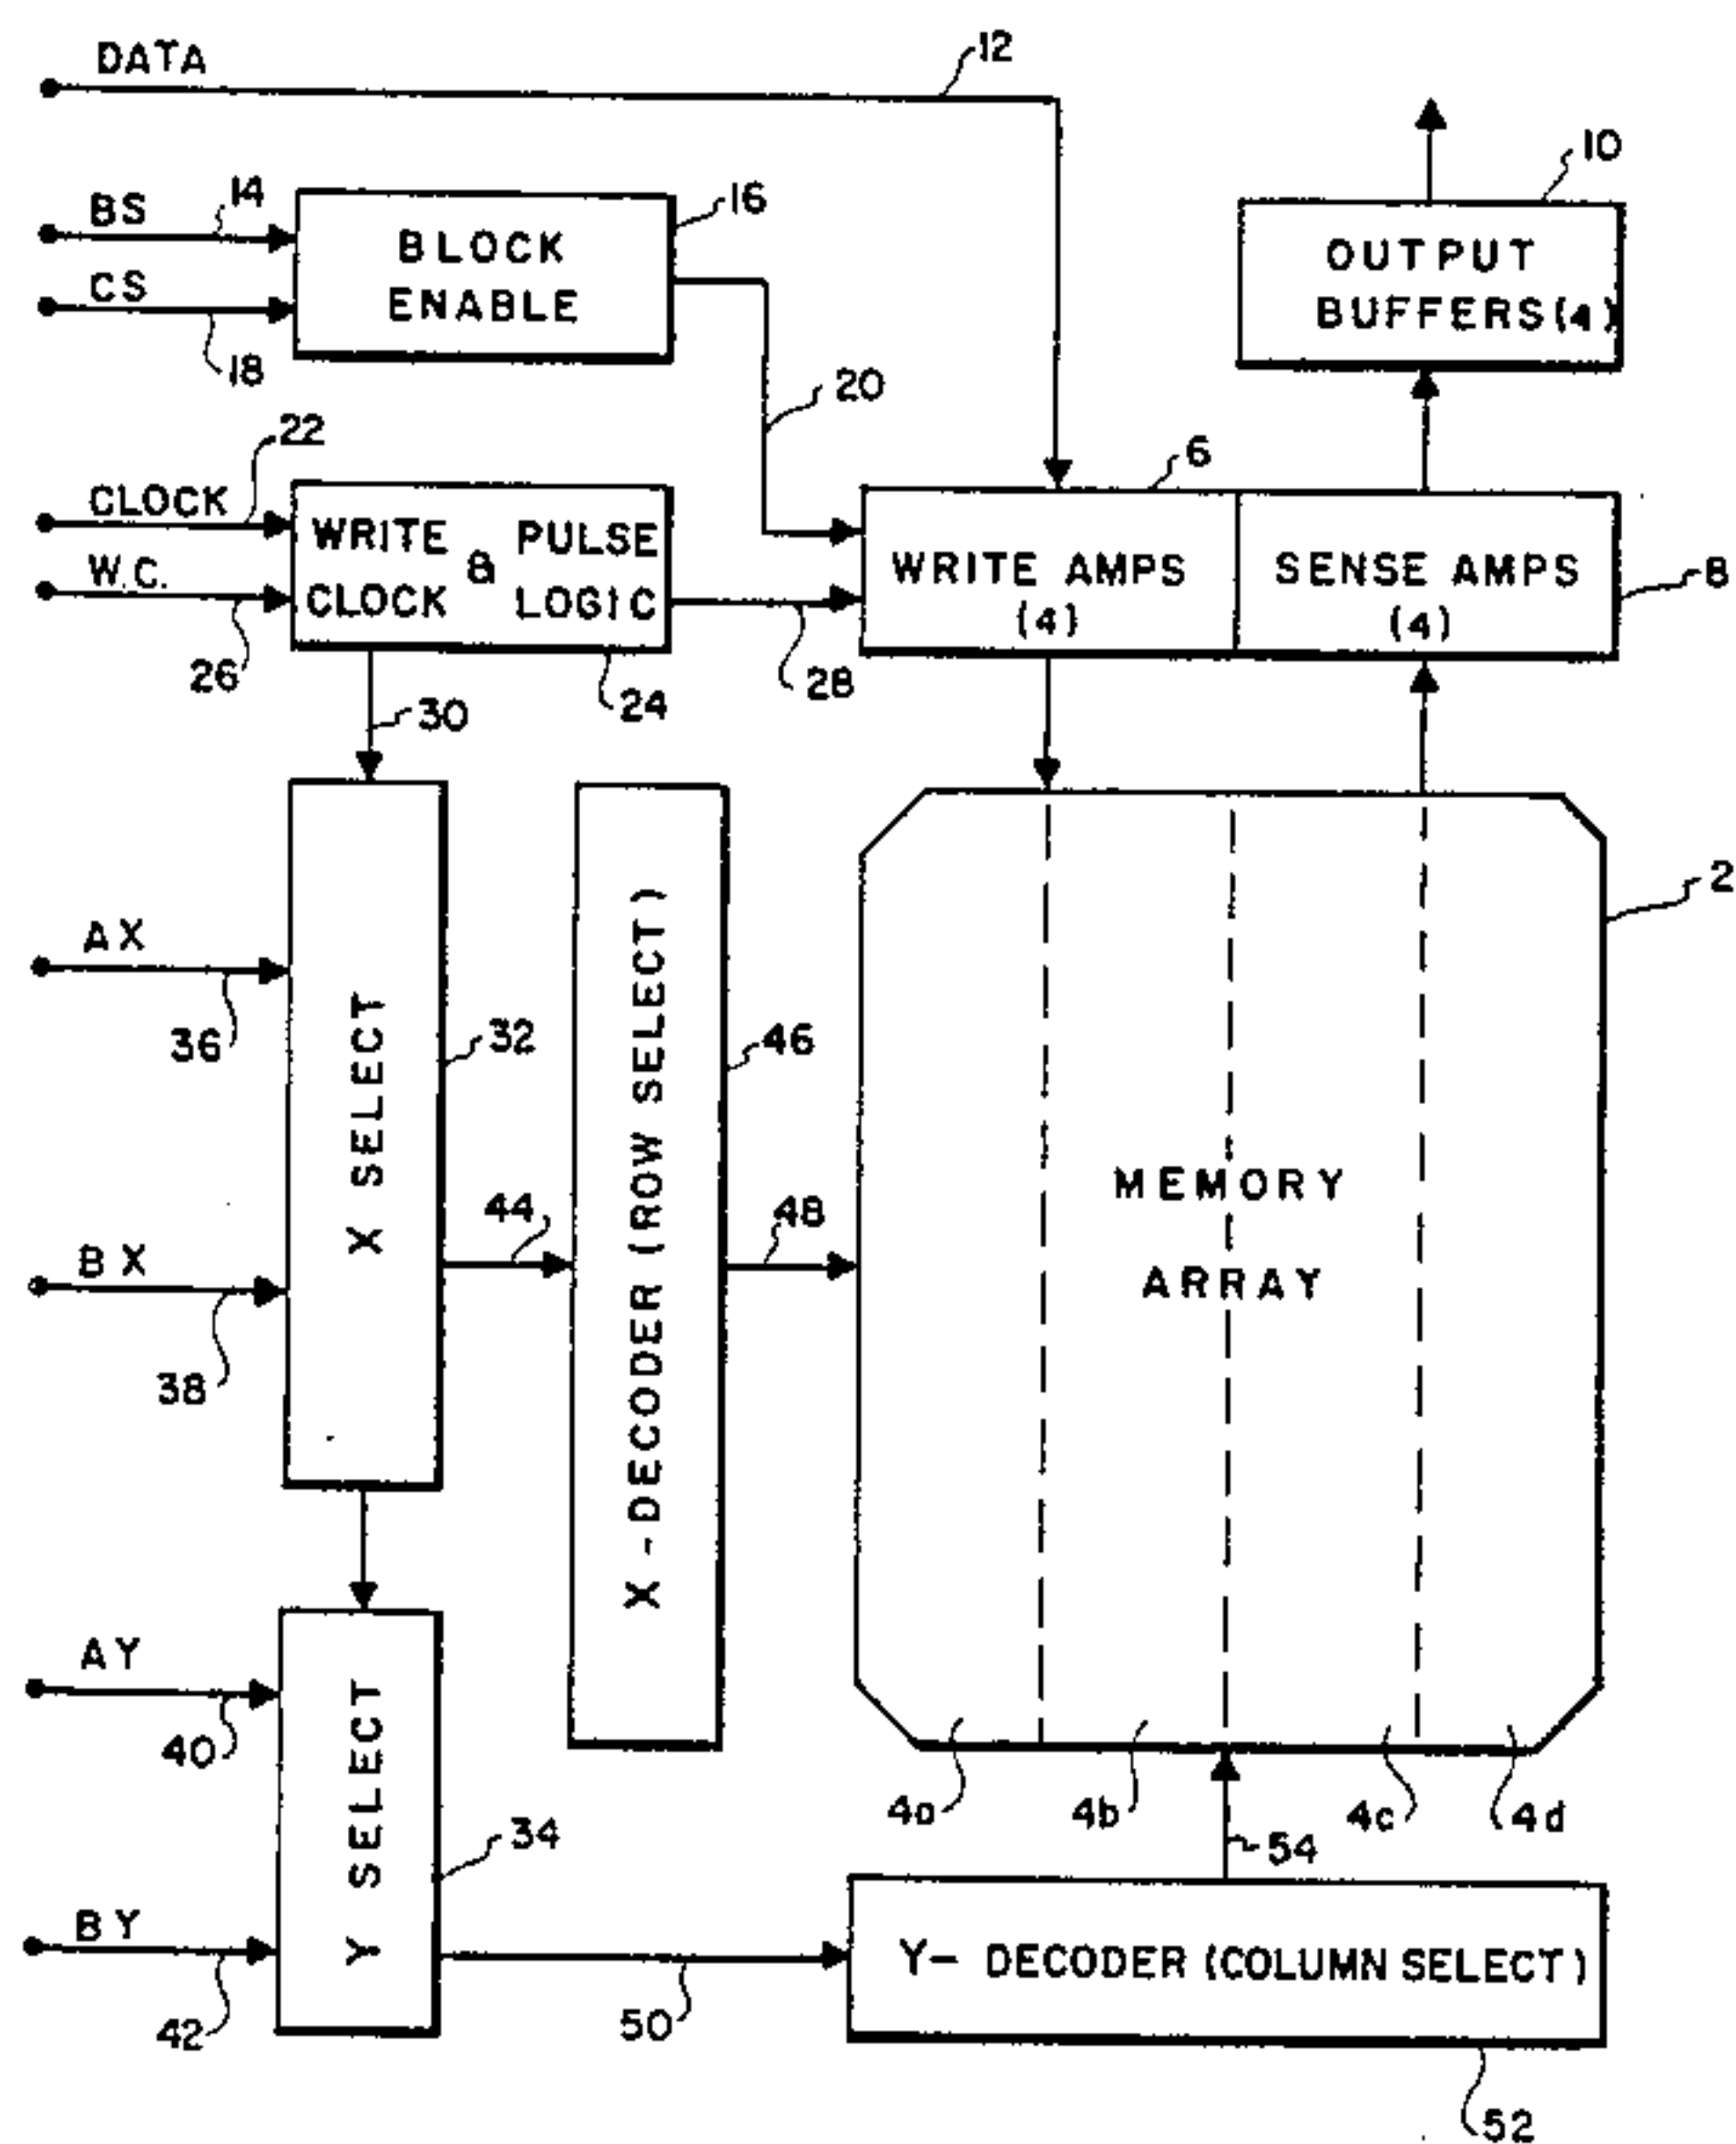 DATA
12
10
BS
14
16
BLOCK
ENABLE
CS
18
OUTPUT
BUFFERS (4)
20
22
CLOCK
W.C.
26
WRITE & PULSE
CLOCK LOGIC
24
28
30
6
WRITE AMPS
(4)
SENSE AMPS
(4)
8
2
AX
36
X SELECT
32
BX
38
44
X-DECODER (ROW SELECT)
46
48
MEMORY
ARRAY
AY
40
Y SELECT
34
BY
42
50
4a
4b
4c
4d
54
Y- DECODER (COLUMN SELECT)
52